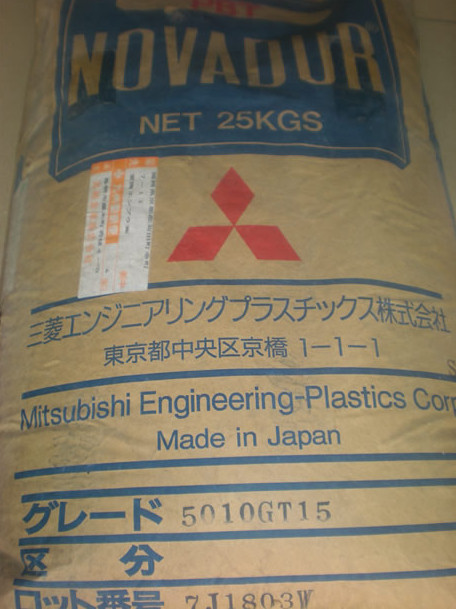 PBT
NOVADUR
NET 25KGS
三菱エンジニアリングプラスチックス株式会社
東京都中央区京橋 1-1-1
Mitsubishi Engineering-Plastics Corp
Made in Japan
グレード 5010GT15
区分
ロット番号 7J1803W